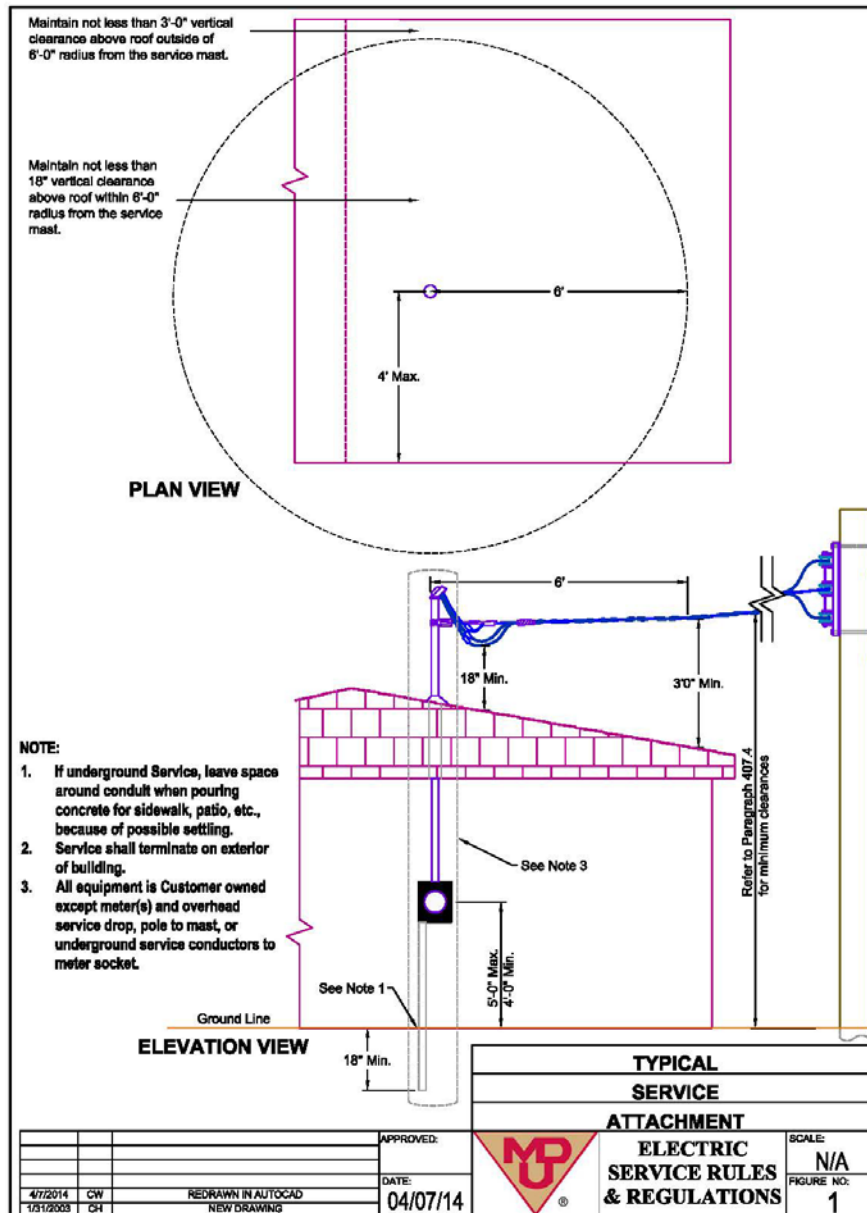 Maintain not less than 3'-0" vertical
clearance above roof outside of
6'-0" radius from the service mast.
Maintain not less than
18" vertical clearance
above roof within 6'-0"
radius from the service
mast.
6'
4' Max.
PLAN VIEW
6'
18" Min.
3'0" Min.
Refer to Paragraph 407.4
for minimum clearances
NOTE:
1. If underground Service, leave space
around conduit when pouring
concrete for sidewalk, patio, etc.,
because of possible settling.
2. Service shall terminate on exterior
of building.
3. All equipment is Customer owned
except meter(s) and overhead
service drop, pole to mast, or
underground service conductors to
meter socket.
See Note 3
5'-0" Max.
4'-0" Min.
See Note 1
Ground Line
ELEVATION VIEW
18" Min.
TYPICAL
SERVICE
ATTACHMENT
MDU
®
ELECTRIC
SERVICE RULES
& REGULATIONS
SCALE:
N/A
FIGURE NO:
1
APPROVED:
DATE:
04/07/14
4/7/2014 CW REDRAWN IN AUTOCAD
1/31/2003 CH NEW DRAWING